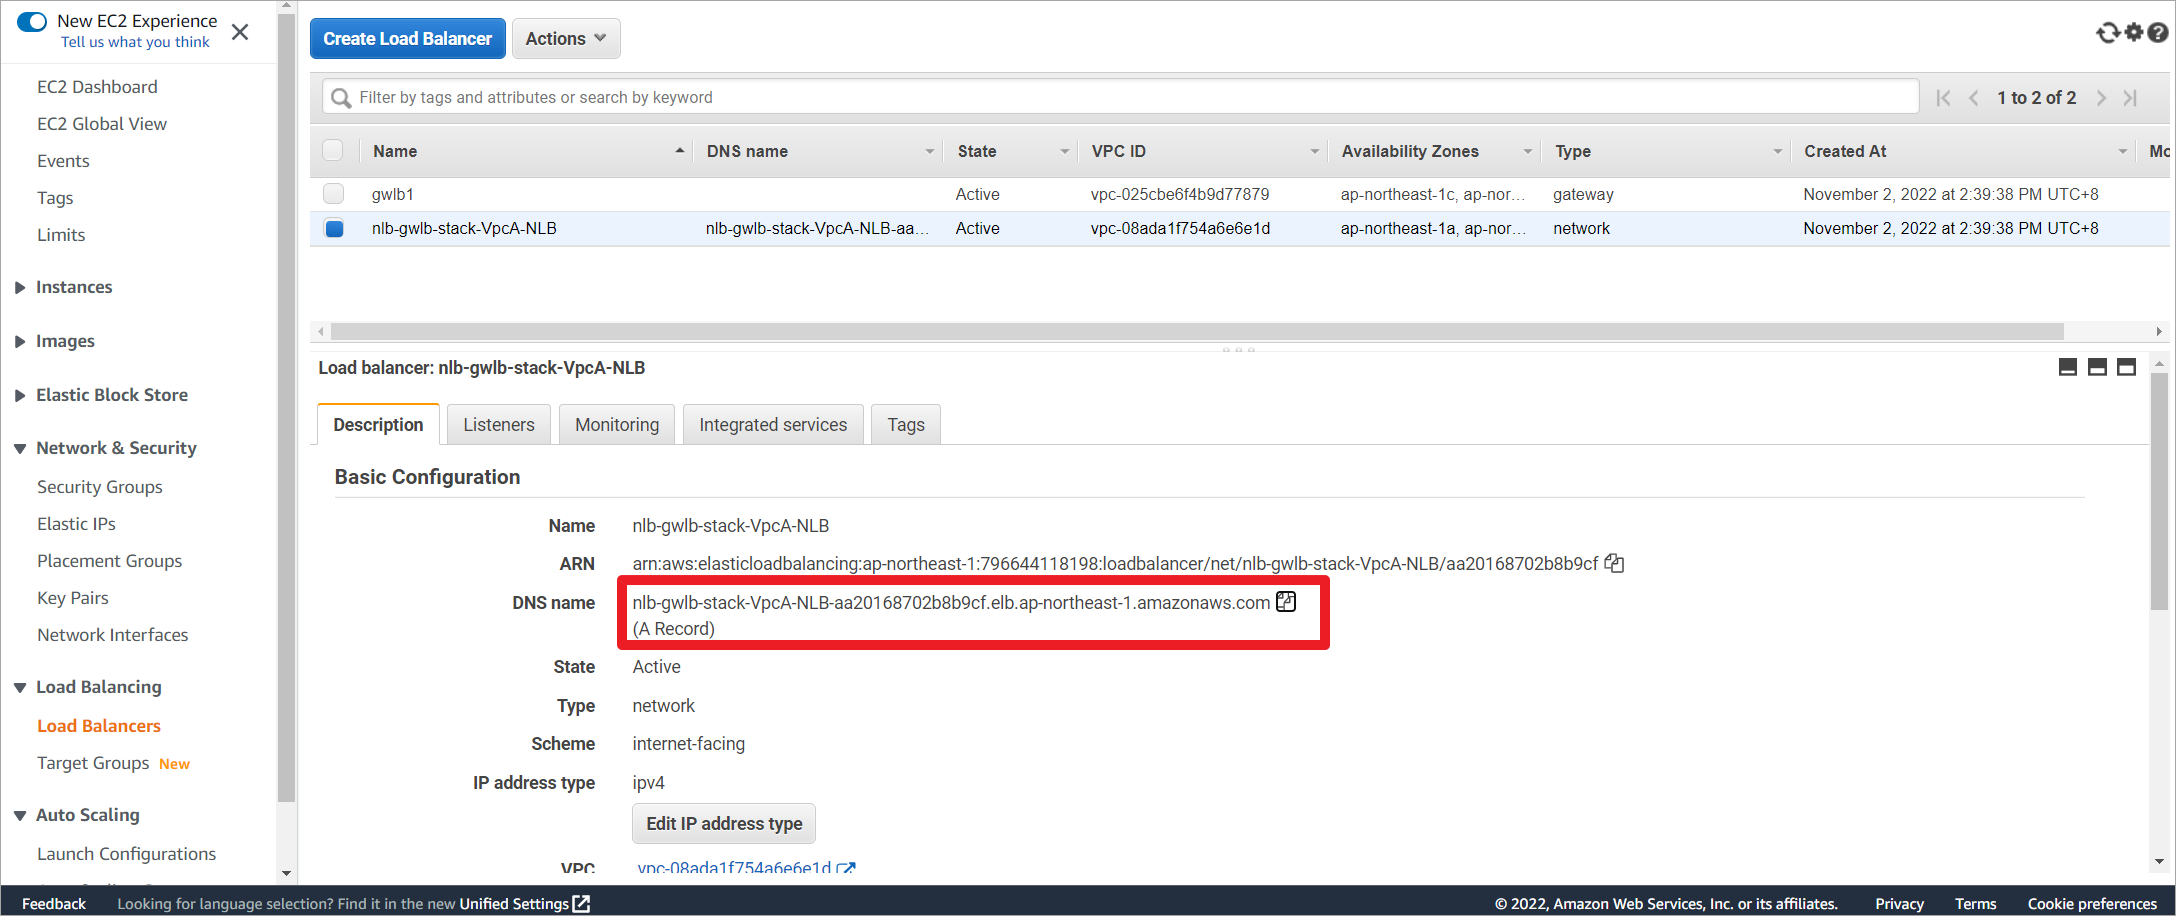 New EC2 Experience
Tell us what you think
EC2 Dashboard
EC2 Global View
Events
Tags
Limits
Instances
Images
Elastic Block Store
Network & Security
Security Groups
Elastic IPs
Placement Groups
Key Pairs
Network Interfaces
Load Balancing
Load Balancers
Target Groups New
Auto Scaling
Launch Configurations
Create Load Balancer Actions
Filter by tags and attributes or search by keyword 1 to 2 of 2
Name DNS name State VPC ID Availability Zones Type Created At Mo
gwlb1 Active vpc-025cbe6f4b9d77879 ap-northeast-1c, ap-nor... gateway November 2, 2022 at 2:39:38 PM UTC+8
nlb-gwlb-stack-VpcA-NLB nlb-gwlb-stack-VpcA-NLB-aa... Active vpc-08ada1f754a6e6e1d ap-northeast-1a, ap-nor... network November 2, 2022 at 2:39:38 PM UTC+8
Load balancer: nlb-gwlb-stack-VpcA-NLB
Description Listeners Monitoring Integrated services Tags
Basic Configuration
Name nlb-gwlb-stack-VpcA-NLB
ARN arn:aws:elasticloadbalancing:ap-northeast-1:796644118198:loadbalancer/net/nlb-gwlb-stack-VpcA-NLB/aa20168702b8b9cf
DNS name nlb-gwlb-stack-VpcA-NLB-aa20168702b8b9cf.elb.ap-northeast-1.amazonaws.com
(A Record)
State Active
Type network
Scheme internet-facing
IP address type ipv4
Edit IP address type
VPC vpc-08ada1f754a6e6e1d
Feedback Looking for language selection? Find it in the new Unified Settings © 2022, Amazon Web Services, Inc. or its affiliates. Privacy Terms Cookie preferences